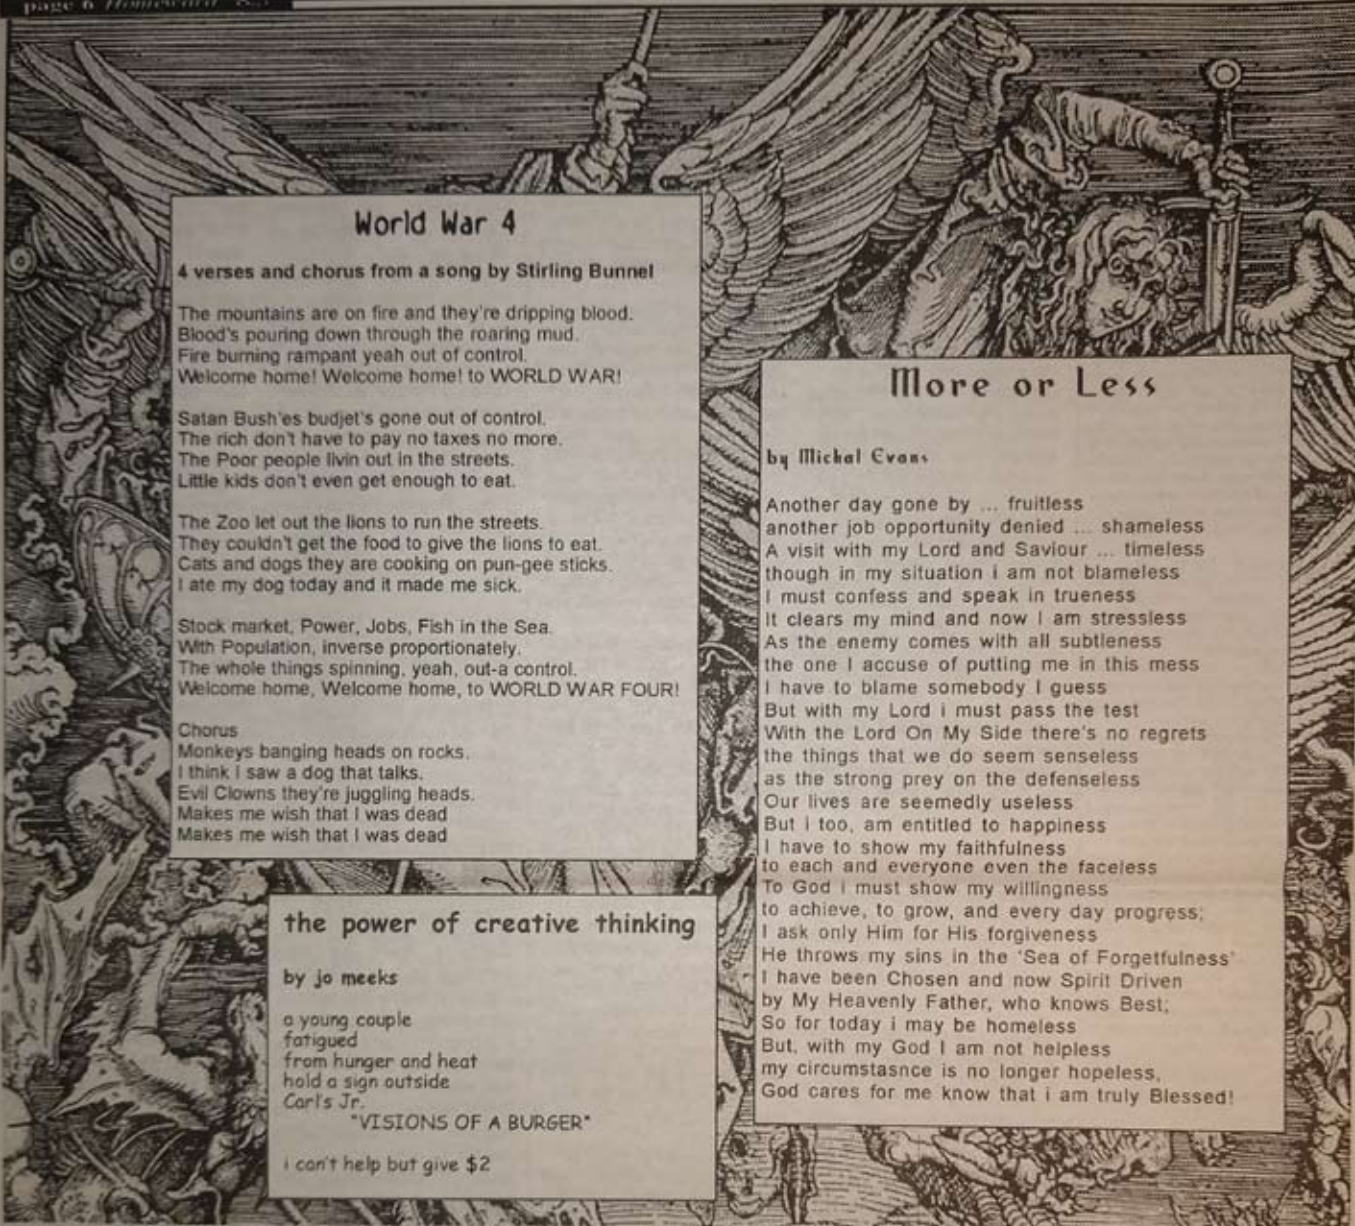 page 6
World War 4
4 verses and chorus from a song by Stirling Bunnel
The mountains are on fire and they're dripping blood.
Blood's pouring down through the roaring mud.
Fire burning rampant yeah out of control.
Welcome home! Welcome home! to WORLD WAR!
Satan Bush'es budjet's gone out of control.
The rich don't have to pay no taxes no more.
The Poor people livin out in the streets.
Little kids don't even get enough to eat.
The Zoo let out the lions to run the streets.
They couldn't get the food to give the lions to eat.
Cats and dogs they are cooking on pun-gee sticks.
I ate my dog today and it made me sick.
Stock market, Power, Jobs, Fish in the Sea.
With Population, inverse proportionately.
The whole things spinning, yeah, out-a control.
Welcome home, Welcome home, to WORLD WAR FOUR!
Chorus
Monkeys banging heads on rocks.
I think i saw a dog that talks.
Evil Clowns they're juggling heads.
Makes me wish that I was dead
Makes me wish that I was dead
the power of creative thinking
by jo meeks
a young couple
fatigued
from hunger and heat
hold a sign outside
Carl's Jr.
"VISIONS OF A BURGER"
i can't help but give $2
More or Less
by Michal Evans
Another day gone by ... fruitless
another job opportunity denied ... shameless
A visit with my Lord and Saviour ... timeless
though in my situation i am not blameless
I must confess and speak in trueness
It clears my mind and now I am stressless
As the enemy comes with all subtleness
the one I accuse of putting me in this mess
I have to blame somebody I guess
But with my Lord i must pass the test
With the Lord On My Side there's no regrets
the things that we do seem senseless
as the strong prey on the defenseless
Our lives are seemedly useless
But i too, am entitled to happiness
I have to show my faithfulness
to each and everyone even the faceless
To God i must show my willingness
to achieve, to grow, and every day progress;
I ask only Him for His forgiveness
He throws my sins in the 'Sea of Forgetfulness'
I have been Chosen and now Spirit Driven
by My Heavenly Father, who knows Best;
So for today i may be homeless
But, with my God I am not helpless
my circumstasnce is no longer hopeless,
God cares for me know that i am truly Blessed!